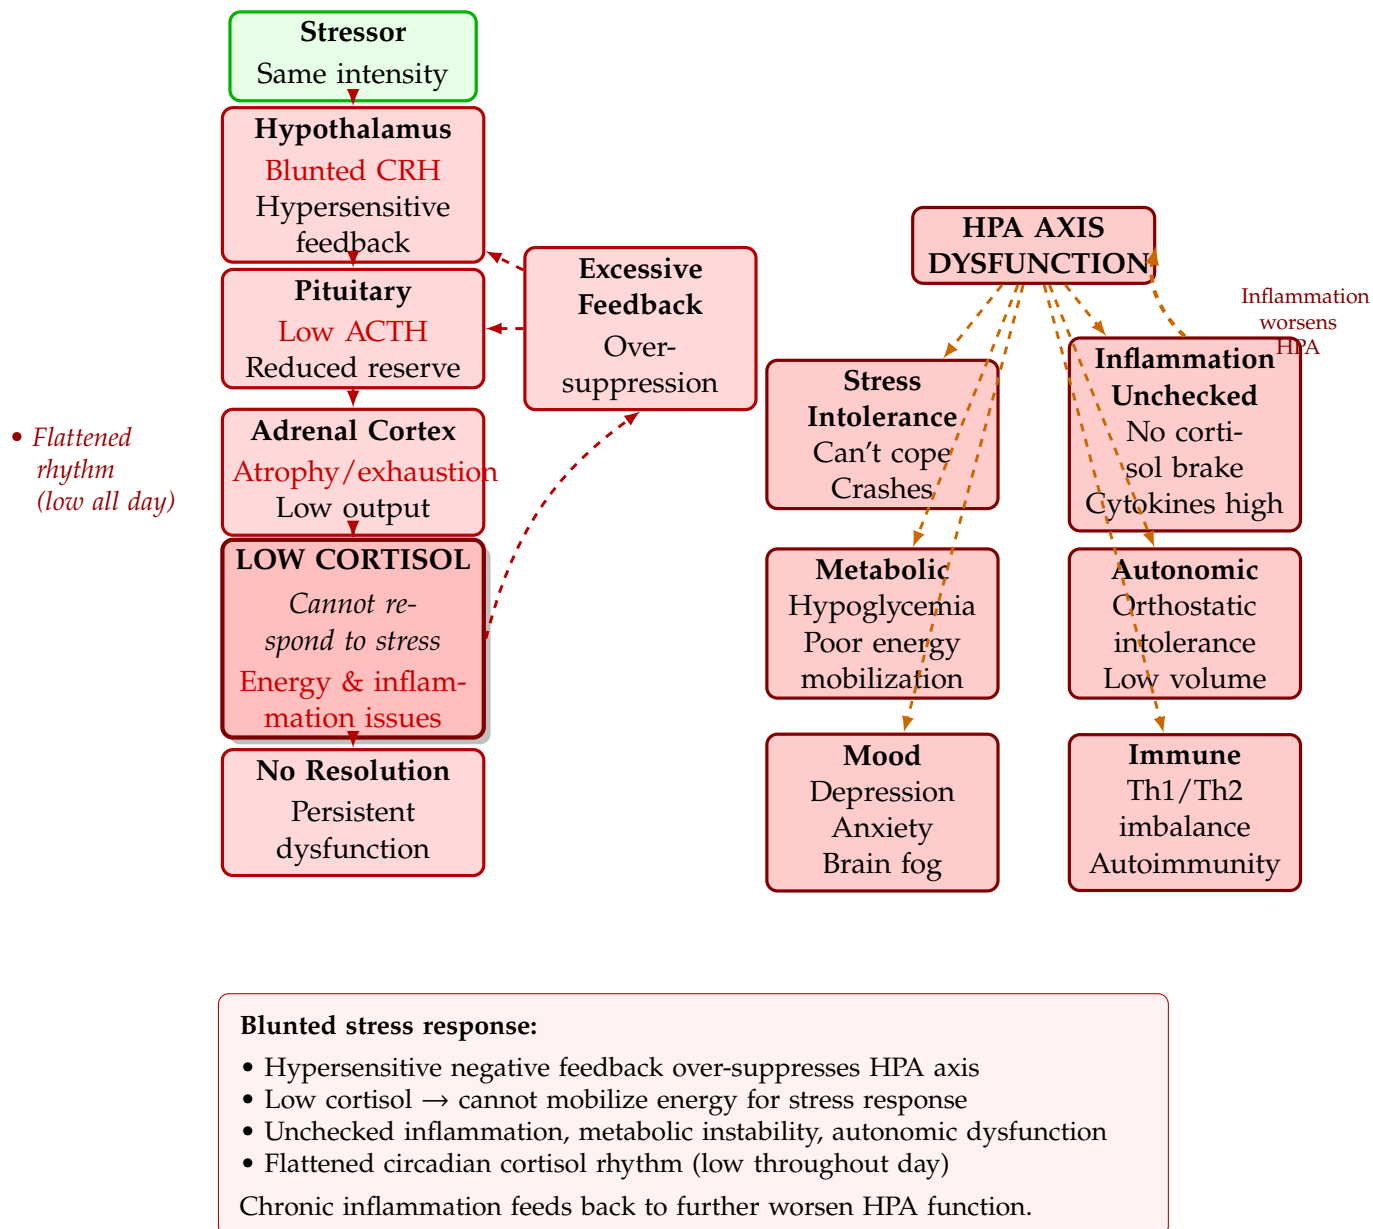 Stressor
Same intensity
Hypothalamus
Blunted CRH
Hypersensitive
feedback
Pituitary
Low ACTH
Reduced reserve
Adrenal Cortex
Atrophy/exhaustion
Low output
LOW CORTISOL
Cannot re-
spond to stress
Energy & inflam-
mation issues
No Resolution
Persistent
dysfunction
• Flattened
rhythm
(low all day)
Excessive
Feedback
Over-
suppression
HPA AXIS
DYSFUNCTION
Inflammation
worsens
HPA
Stress
Intolerance
Can't cope
Crashes
Inflammation
Unchecked
No corti-
sol brake
Cytokines high
Metabolic
Hypoglycemia
Poor energy
mobilization
Autonomic
Orthostatic
intolerance
Low volume
Mood
Depression
Anxiety
Brain fog
Immune
Th1/Th2
imbalance
Autoimmunity
Blunted stress response:
• Hypersensitive negative feedback over-suppresses HPA axis
• Low cortisol → cannot mobilize energy for stress response
• Unchecked inflammation, metabolic instability, autonomic dysfunction
• Flattened circadian cortisol rhythm (low throughout day)
Chronic inflammation feeds back to further worsen HPA function.